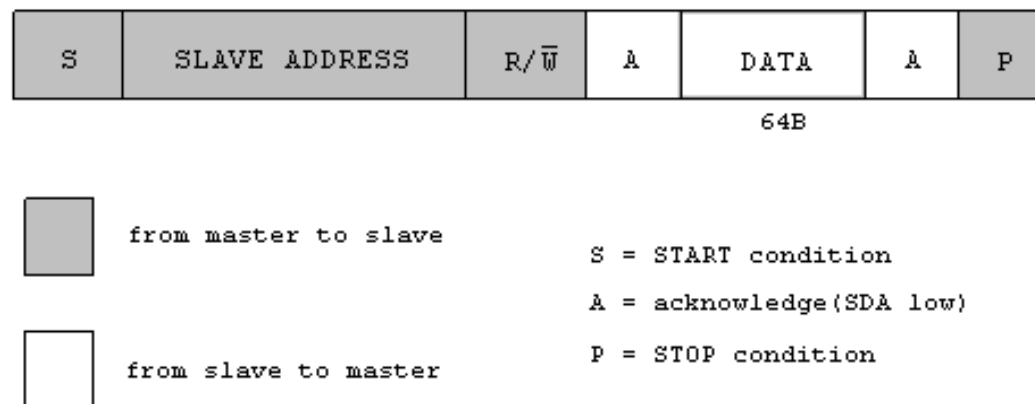 S SLAVE ADDRESS R/W̅ A DATA A P
64B
from master to slave
S = START condition
A = acknowledge(SDA low)
P = STOP condition
from slave to master